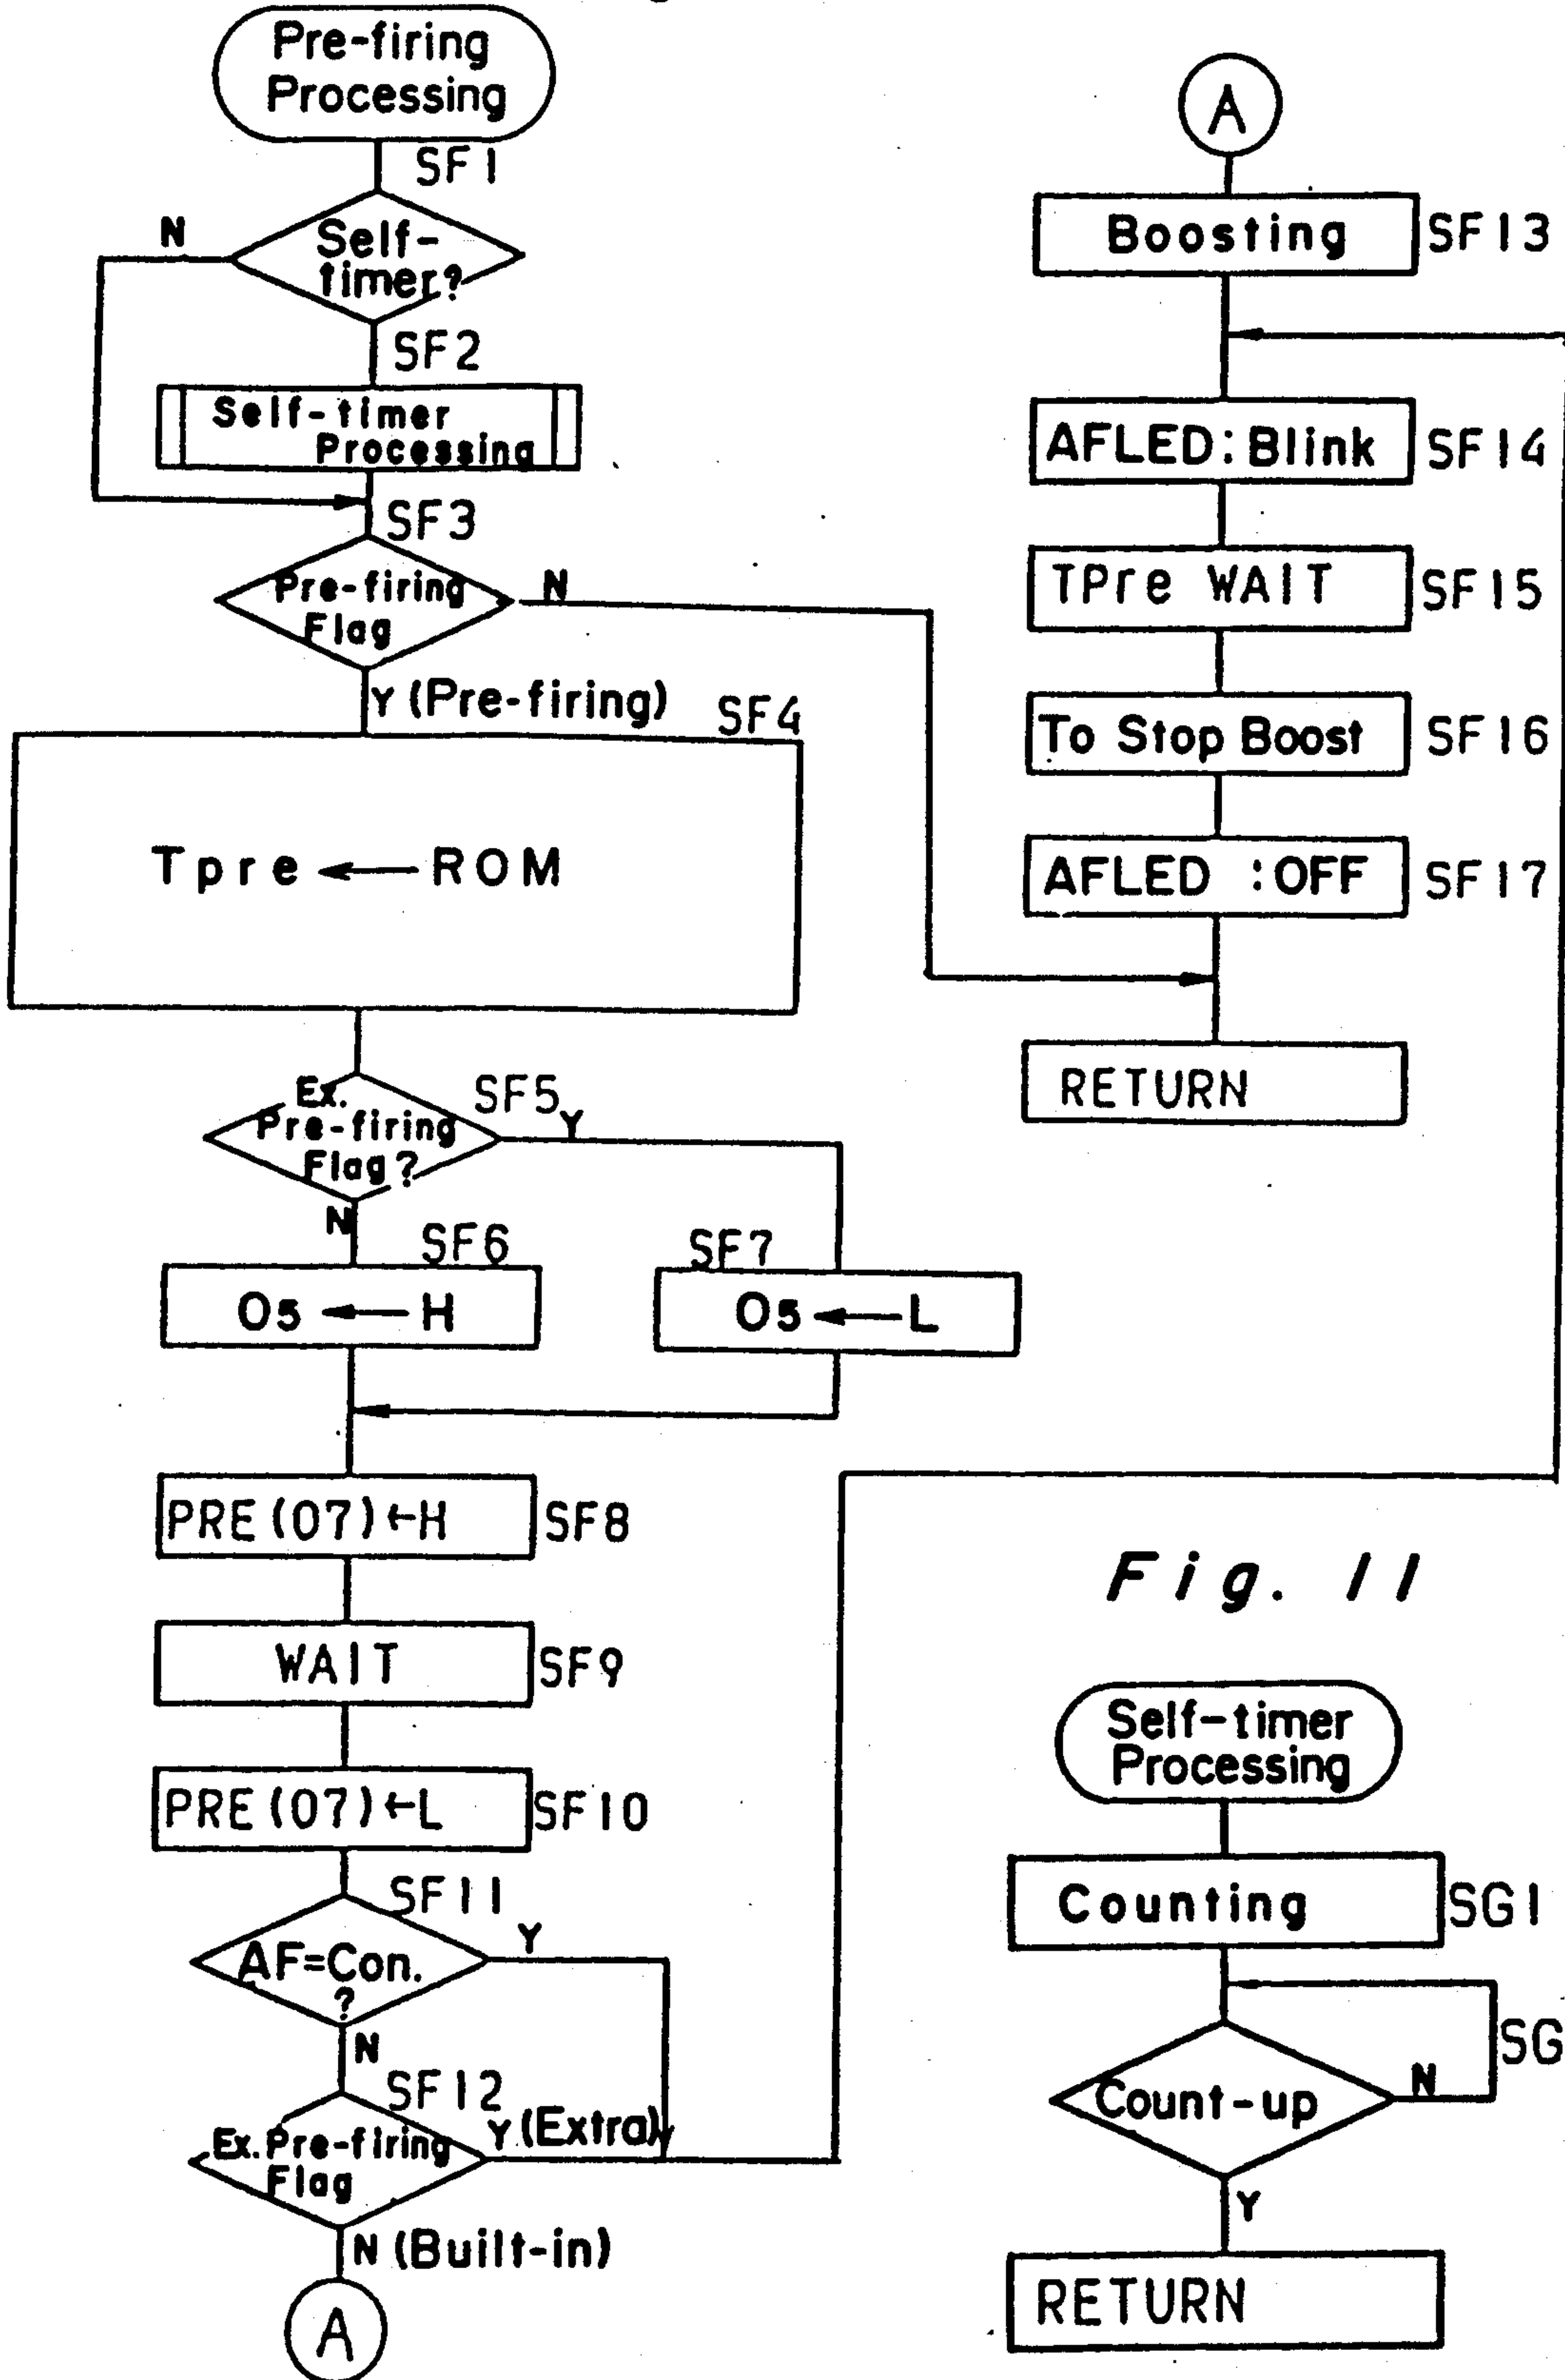 Pre-firing
Processing
SF1
N
Self-
timer?
SF2
Self-timer
Processing
SF3
Pre-firing
Flag
N
Y (Pre-firing)
SF4
Tpre ← ROM
Ex.
Pre-firing
Flag?
SF5
Y
N
SF6
O5 ← H
SF7
O5 ← L
PRE(O7)←H
SF8
WAIT
SF9
PRE(O7)←L
SF10
SF11
AF=Con.
?
Y
N
SF12
Ex. Pre-firing
Flag
Y (Extra)
N (Built-in)
A
A
Boosting
SF13
AFLED:Blink
SF14
TPre WAIT
SF15
To Stop Boost
SF16
AFLED :OFF
SF17
RETURN
Fig. 11
Self-timer
Processing
Counting
SG1
SG
Count-up
N
Y
RETURN